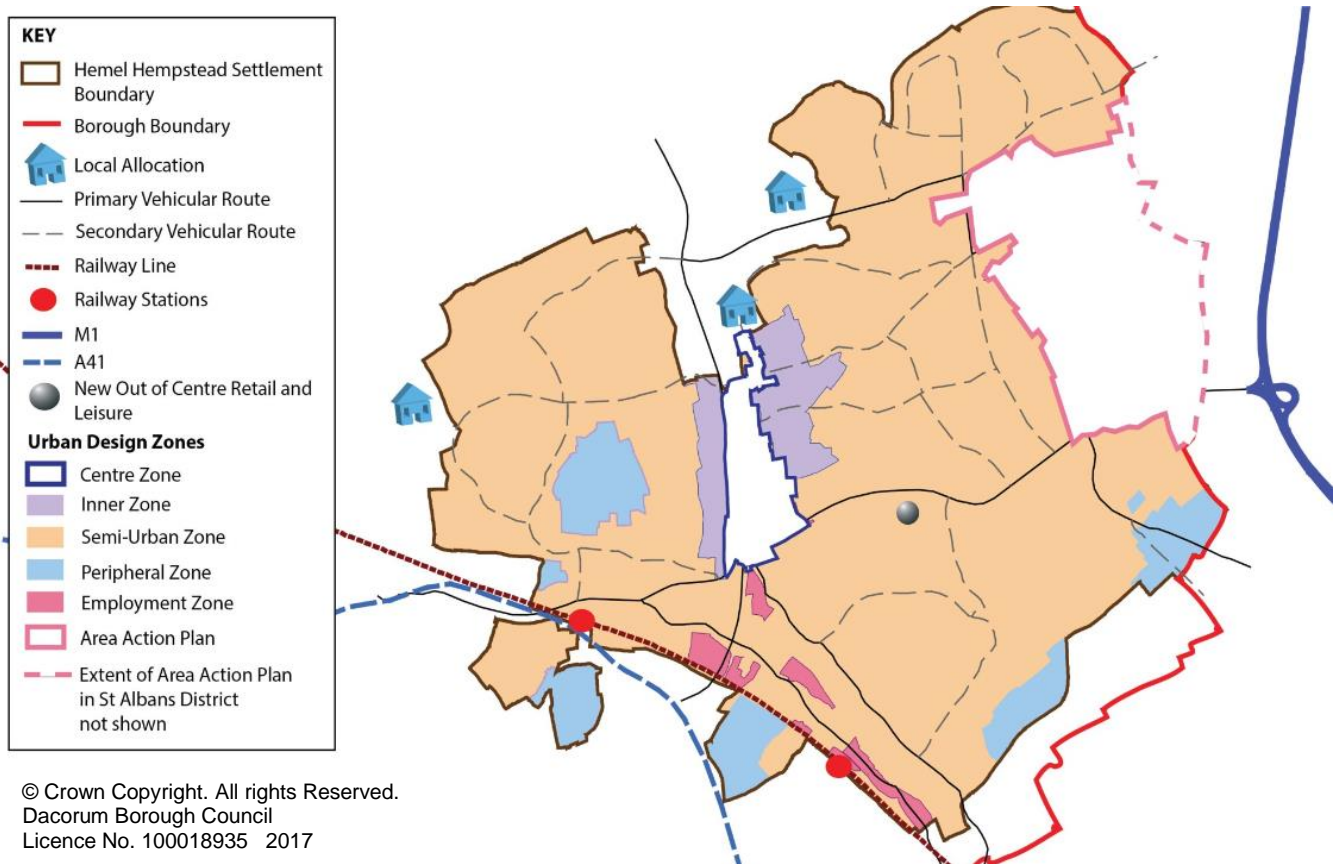 KEY
Hemel Hempstead Settlement
Boundary
Borough Boundary
Local Allocation
Primary Vehicular Route
Secondary Vehicular Route
Railway Line
Railway Stations
M1
A41
New Out of Centre Retail and
Leisure
Urban Design Zones
Centre Zone
Inner Zone
Semi-Urban Zone
Peripheral Zone
Employment Zone
Area Action Plan
Extent of Area Action Plan
in St Albans District
not shown
© Crown Copyright. All rights Reserved.
Dacorum Borough Council
Licence No. 100018935 2017